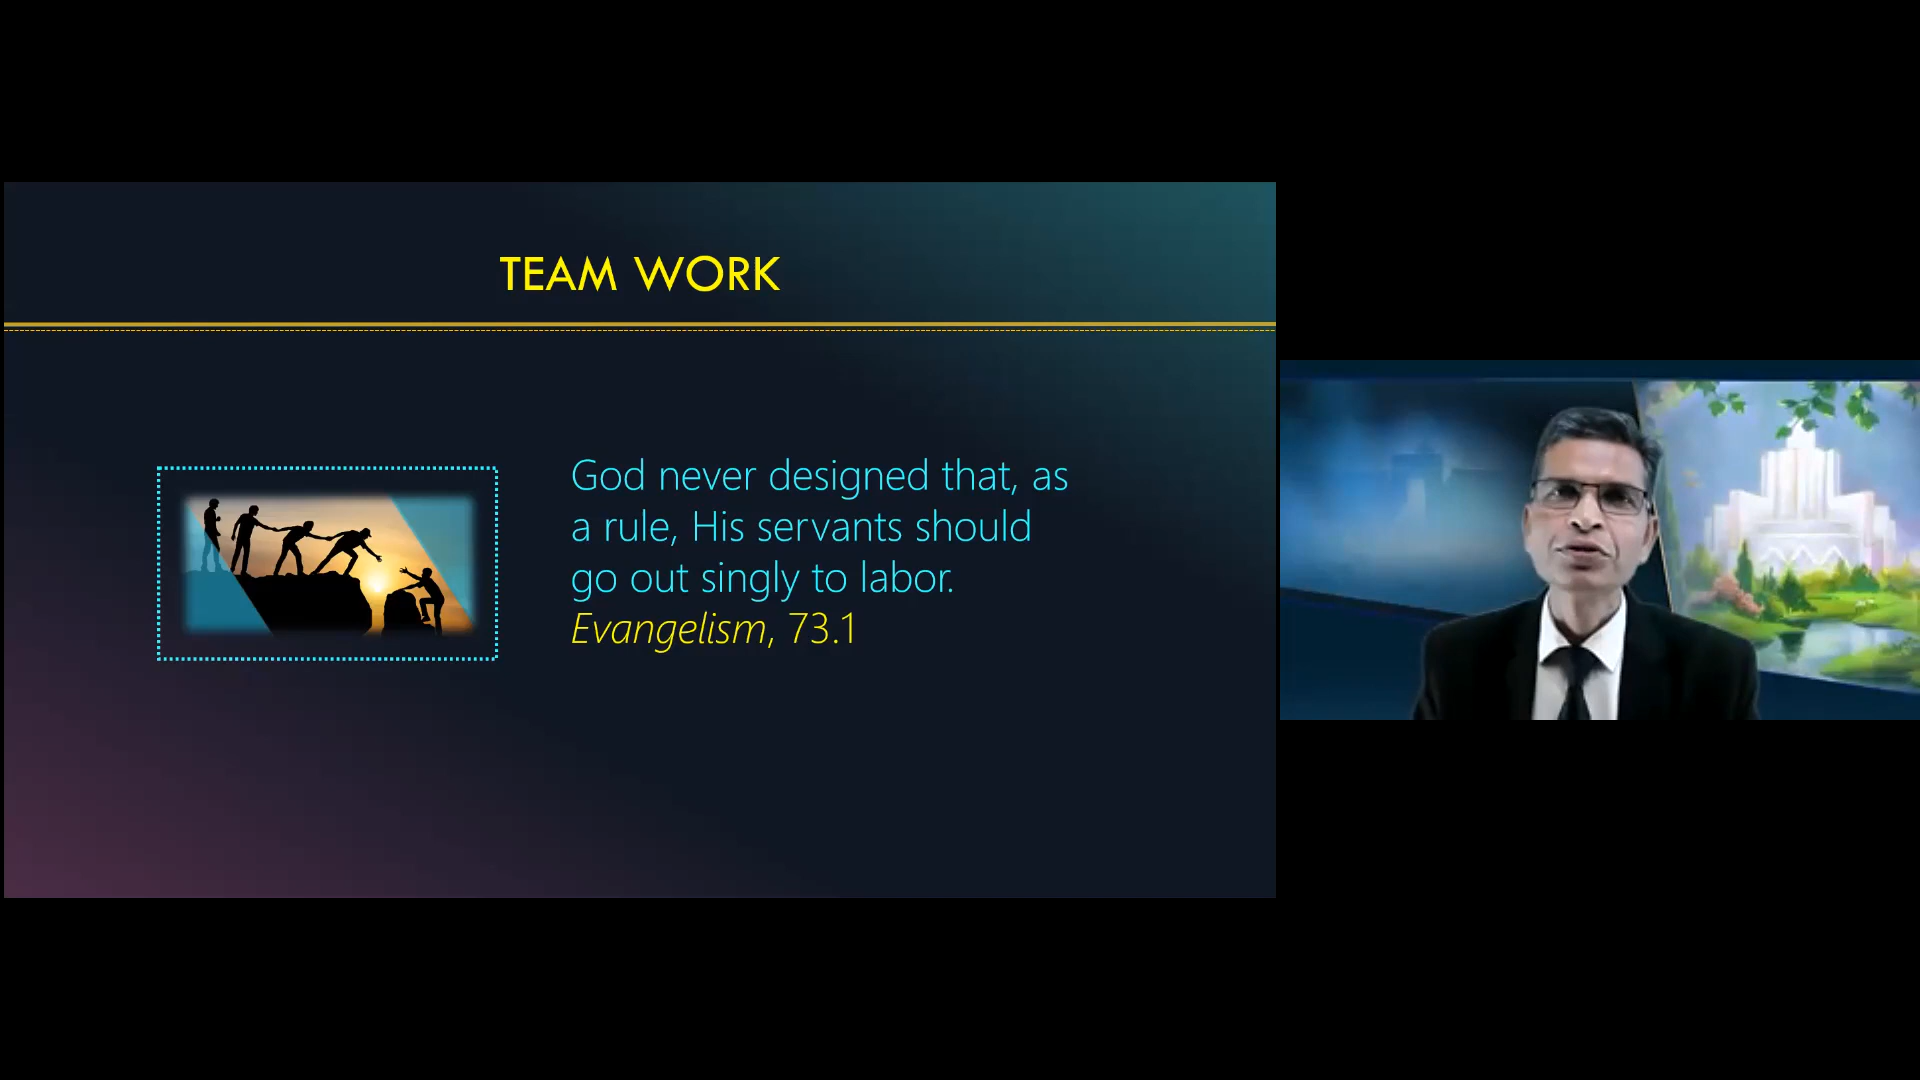 TEAM WORK
God never designed that, as
a rule, His servants should
go out singly to labor.
Evangelism, 73.1